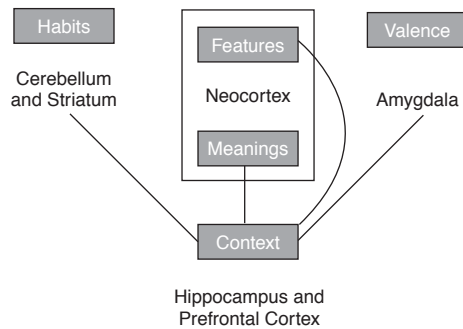 Habits
Features
Valence
Cerebellum
and Striatum
Neocortex
Amygdala
Meanings
Context
Hippocampus and
Prefrontal Cortex